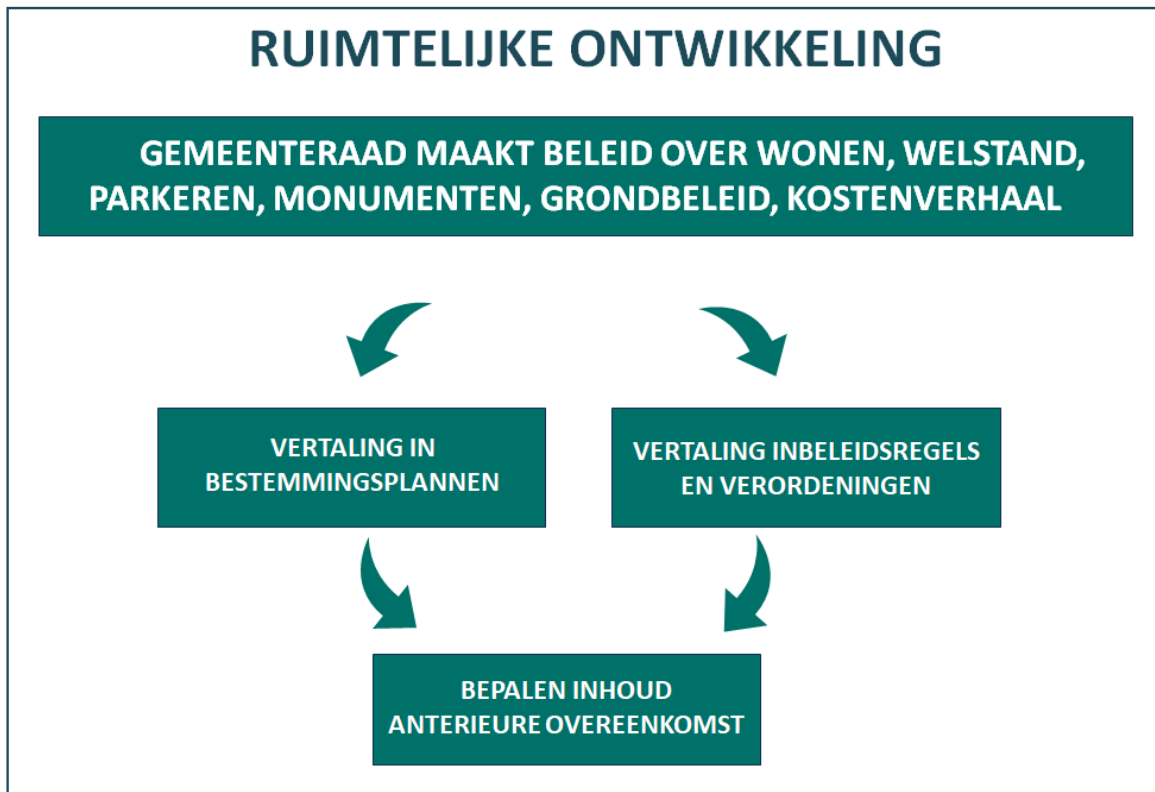 RUIMTELIJKE ONTWIKKELING
GEMEENTERAAD MAAKT BELEID OVER WONEN, WELSTAND,
PARKEREN, MONUMENTEN, GRONDBELEID, KOSTENVERHAAL
VERTALING IN
BESTEMMINGSPLANNEN
VERTALING INBELEIDSREGELS
EN VERORDENINGEN
BEPALEN INHOUD
ANTERIEURE OVEREENKOMST